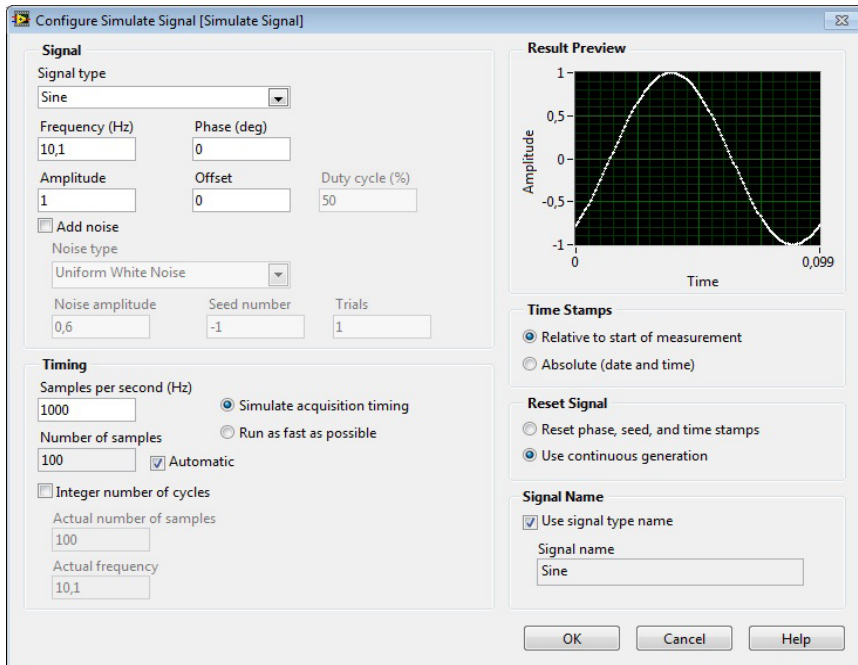 Configure Simulate Signal [Simulate Signal]
Signal
Signal type
Sine
Frequency (Hz) Phase (deg)
10,1 0
Amplitude Offset Duty cycle (%)
1 0 50
Add noise
Noise type
Uniform White Noise
Noise amplitude Seed number Trials
0,6 -1 1
Timing
Samples per second (Hz)
1000
Simulate acquisition timing
Run as fast as possible
Number of samples
100 Automatic
Integer number of cycles
Actual number of samples
100
Actual frequency
10,1
Result Preview
Amplitude
1
0,5
0
-0,5
-1
0 0,099
Time
Time Stamps
Relative to start of measurement
Absolute (date and time)
Reset Signal
Reset phase, seed, and time stamps
Use continuous generation
Signal Name
Use signal type name
Signal name
Sine
OK Cancel Help